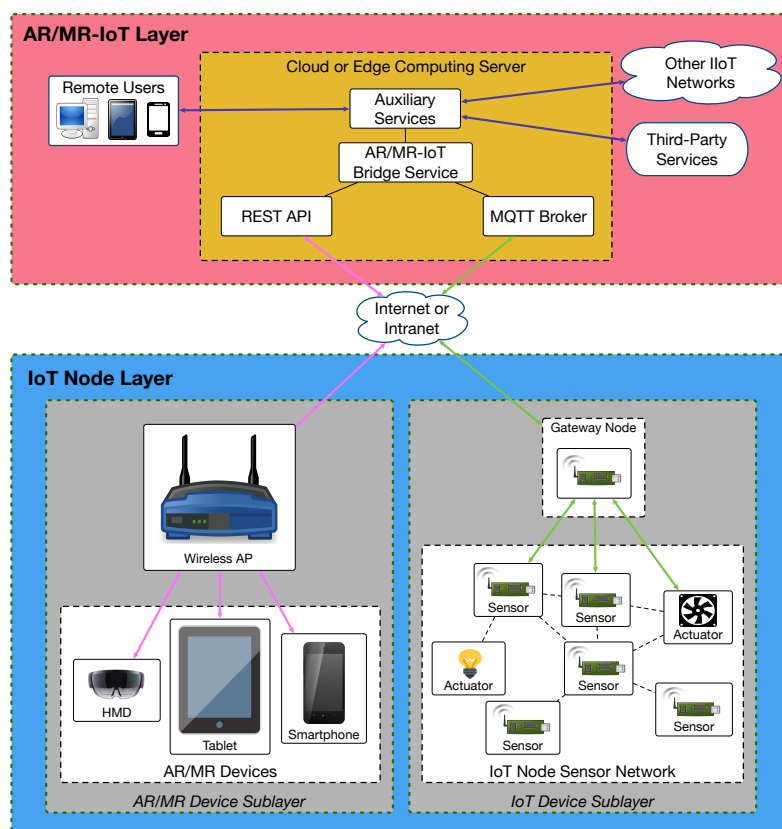 AR/MR-IoT Layer
Cloud or Edge Computing Server
Remote Users
Auxiliary
Services
Other IIoT
Networks
Third-Party
Services
AR/MR-IoT
Bridge Service
REST API
MQTT Broker
Internet or
Intranet
IoT Node Layer
Wireless AP
HMD
Tablet
Smartphone
AR/MR Devices
AR/MR Device Sublayer
Gateway Node
Sensor
Sensor
Actuator
Actuator
Sensor
Sensor
Sensor
IoT Node Sensor Network
IoT Device Sublayer